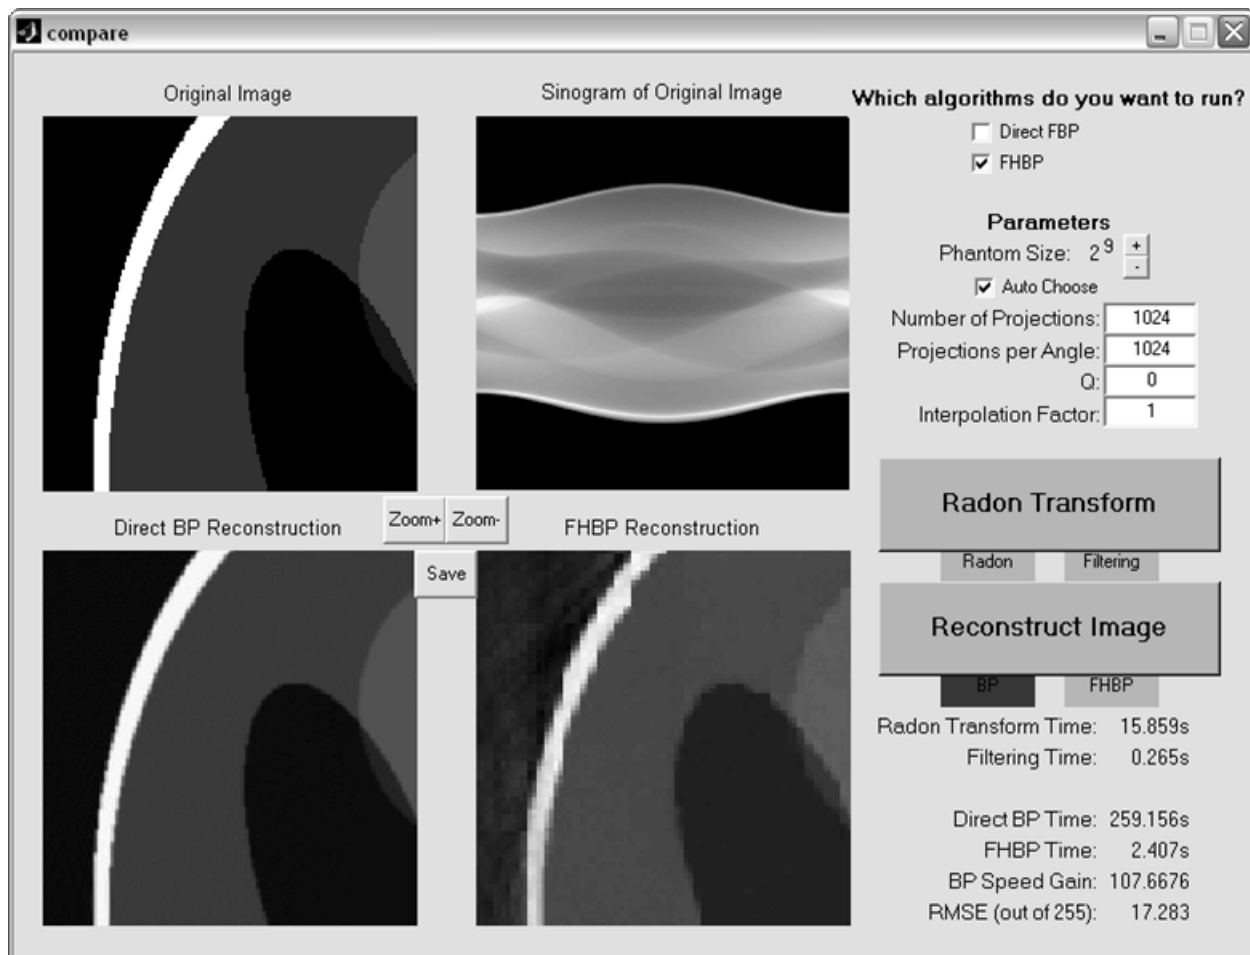 compare
Original Image
Sinogram of Original Image
Which algorithms do you want to run?
Direct FBP
FHBP
Parameters
Phantom Size: 2^9
+
-
Auto Choose
Number of Projections: 1024
Projections per Angle: 1024
Q: 0
Interpolation Factor: 1
Radon Transform
Radon
Filtering
Direct BP Reconstruction
Zoom+
Zoom-
FHBP Reconstruction
Save
Reconstruct Image
BP
FHBP
Radon Transform Time: 15.859s
Filtering Time: 0.265s
Direct BP Time: 259.156s
FHBP Time: 2.407s
BP Speed Gain: 107.6676
RMSE (out of 255): 17.283